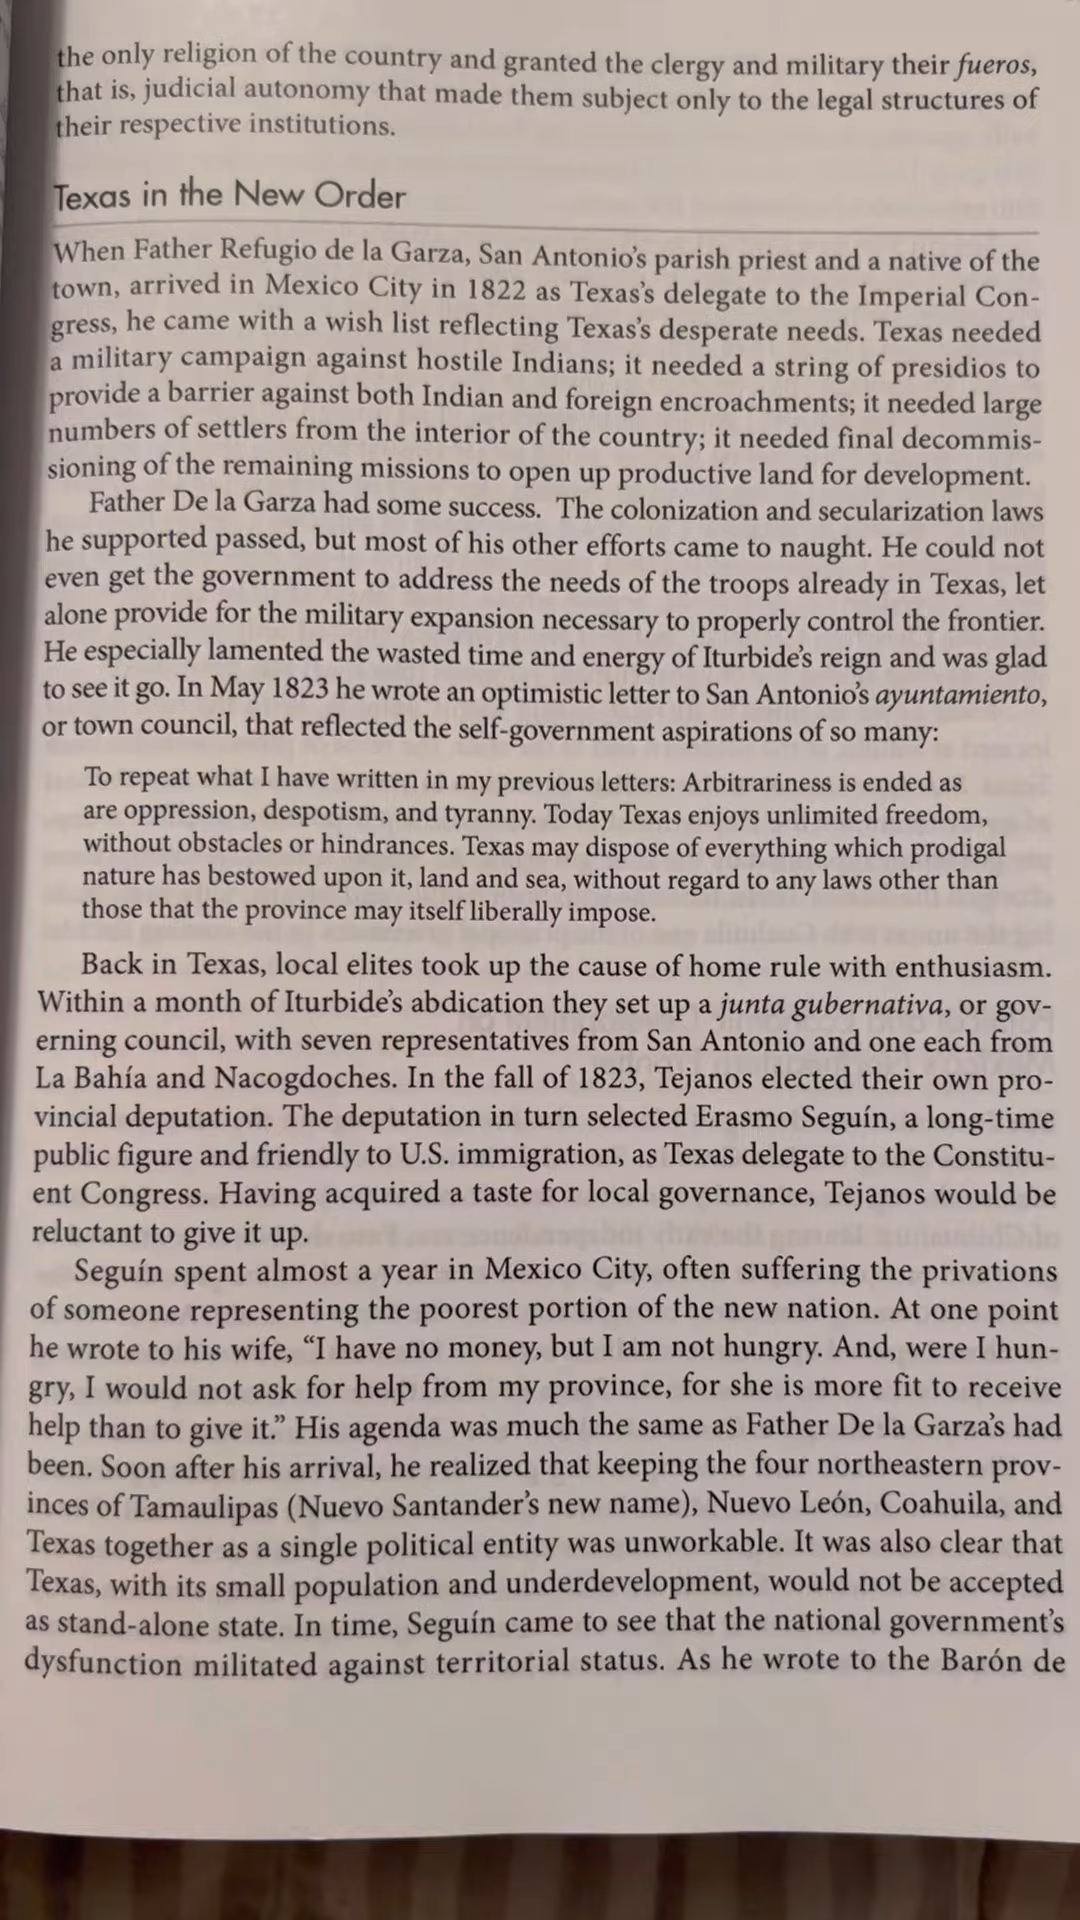 the only religion of the country and granted the clergy and military their fueros,
that is, judicial autonomy that made them subject only to the legal structures of
their respective institutions.
Texas in the New Order
When Father Refugio de la Garza, San Antonio's parish priest and a native of the
town, arrived in Mexico City in 1822 as Texas's delegate to the Imperial Con-
gress, he came with a wish list reflecting Texas's desperate needs. Texas needed
a military campaign against hostile Indians; it needed a string of presidios to
provide a barrier against both Indian and foreign encroachments; it needed large
numbers of settlers from the interior of the country; it needed final decommis-
sioning of the remaining missions to open up productive land for development.
Father De la Garza had some success. The colonization and secularization laws
he supported passed, but most of his other efforts came to naught. He could not
even get the government to address the needs of the troops already in Texas, let
alone provide for the military expansion necessary to properly control the frontier.
He especially lamented the wasted time and energy of Iturbide's reign and was glad
to see it go. In May 1823 he wrote an optimistic letter to San Antonio's ayuntamiento,
or town council, that reflected the self-government aspirations of so many:
To repeat what I have written in my previous letters: Arbitrariness is ended as
are oppression, despotism, and tyranny. Today Texas enjoys unlimited freedom,
without obstacles or hindrances. Texas may dispose of everything which prodigal
nature has bestowed upon it, land and sea, without regard to any laws other than
those that the province may itself liberally impose.
Back in Texas, local elites took up the cause of home rule with enthusiasm.
Within a month of Iturbide's abdication they set up a junta gubernativa, or gov-
erning council, with seven representatives from San Antonio and one each from
La Bahía and Nacogdoches. In the fall of 1823, Tejanos elected their own pro-
vincial deputation. The deputation in turn selected Erasmo Seguín, a long-time
public figure and friendly to U.S. immigration, as Texas delegate to the Constitu-
ent Congress. Having acquired a taste for local governance, Tejanos would be
reluctant to give it up.
Seguín spent almost a year in Mexico City, often suffering the privations
of someone representing the poorest portion of the new nation. At one point
he wrote to his wife, “I have no money, but I am not hungry. And, were I hun-
gry, I would not ask for help from my province, for she is more fit to receive
help than to give it.” His agenda was much the same as Father De la Garza's had
been. Soon after his arrival, he realized that keeping the four northeastern prov-
inces of Tamaulipas (Nuevo Santander's new name), Nuevo León, Coahuila, and
Texas together as a single political entity was unworkable. It was also clear that
Texas, with its small population and underdevelopment, would not be accepted
as stand-alone state. In time, Seguín came to see that the national government's
dysfunction militated against territorial status. As he wrote to the Barón de